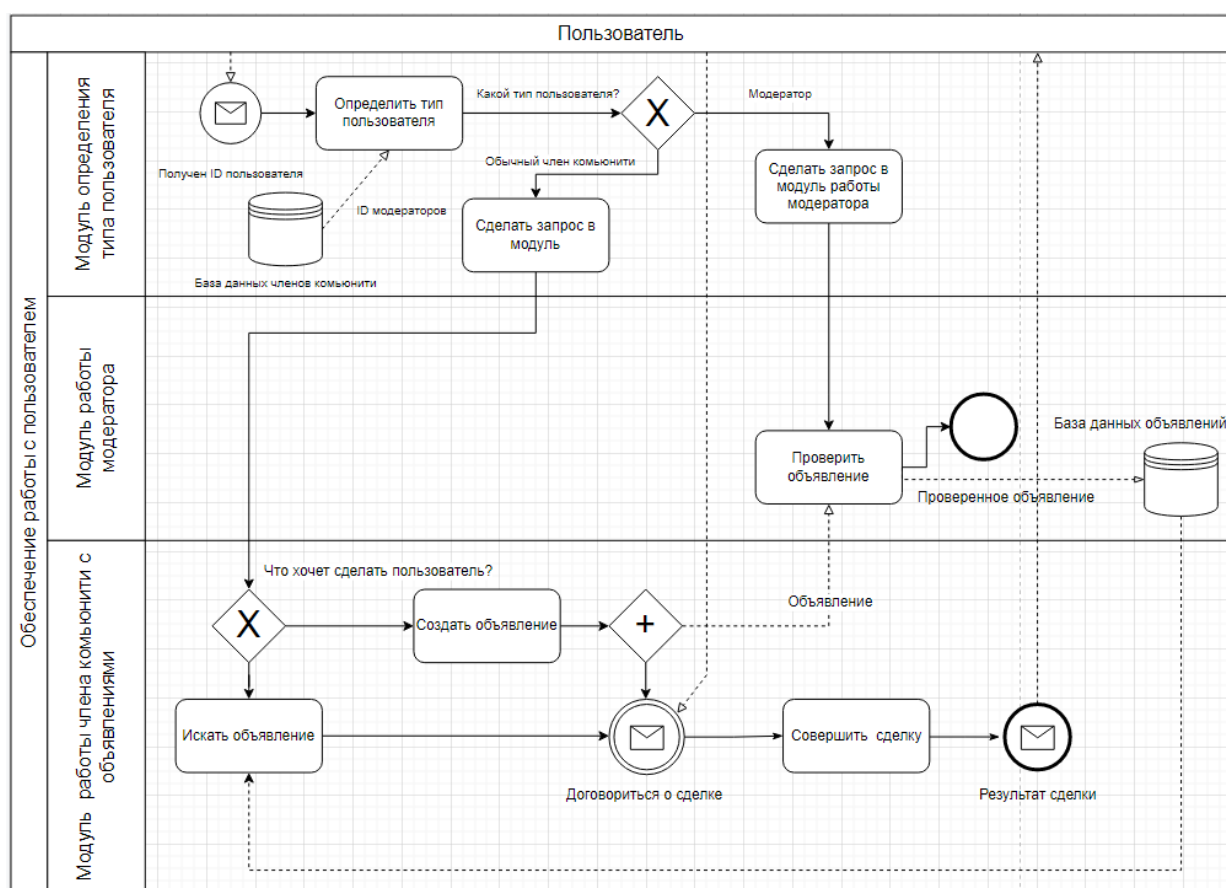 Пользователь
Обеспечение работы с пользователем
Модуль определения
типа пользователя
Получен ID пользователя
Определить тип
пользователя
Какой тип пользователя?
X
Модератор
Обычный член комьюнити
ID модераторов
База данных членов комьюнити
Сделать запрос в
модуль
Сделать запрос в
модуль работы
модератора
Модуль работы
модератора
Проверить
объявление
База данных объявлений
Проверенное объявление
Модуль работы члена комьюнити с
объявлениями
Что хочет сделать пользователь?
X
Создать объявление
+
Объявление
Искать объявление
Договориться о сделке
Совершить сделку
Результат сделки